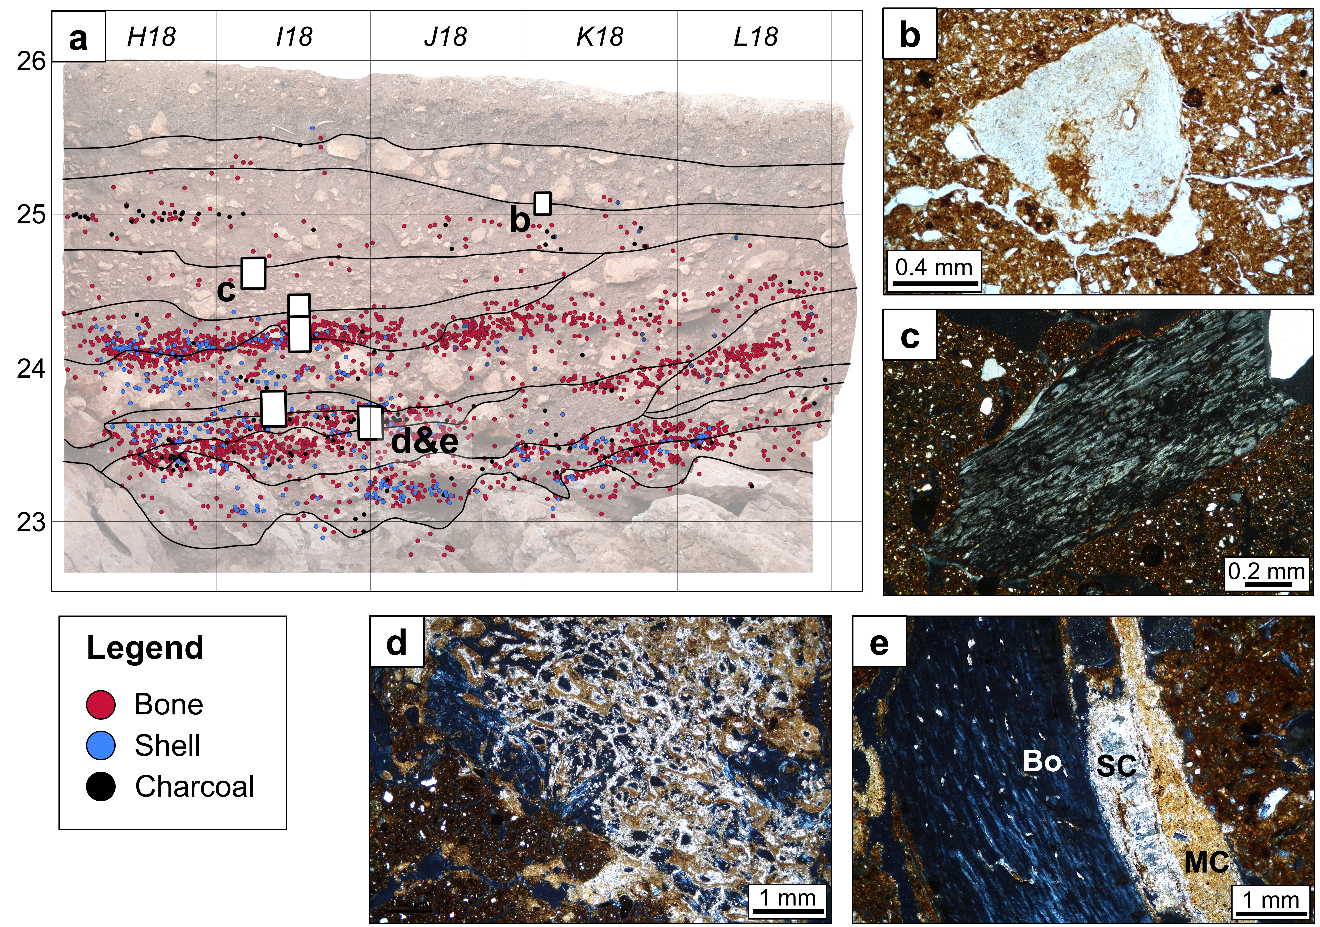 a
H18 I18 J18 K18 L18
26
25
24
23
b
c
d&e
b
0.4 mm
c
0.2 mm
Legend
Bone
Shell
Charcoal
d
1 mm
e
Bo SC
MC
1 mm